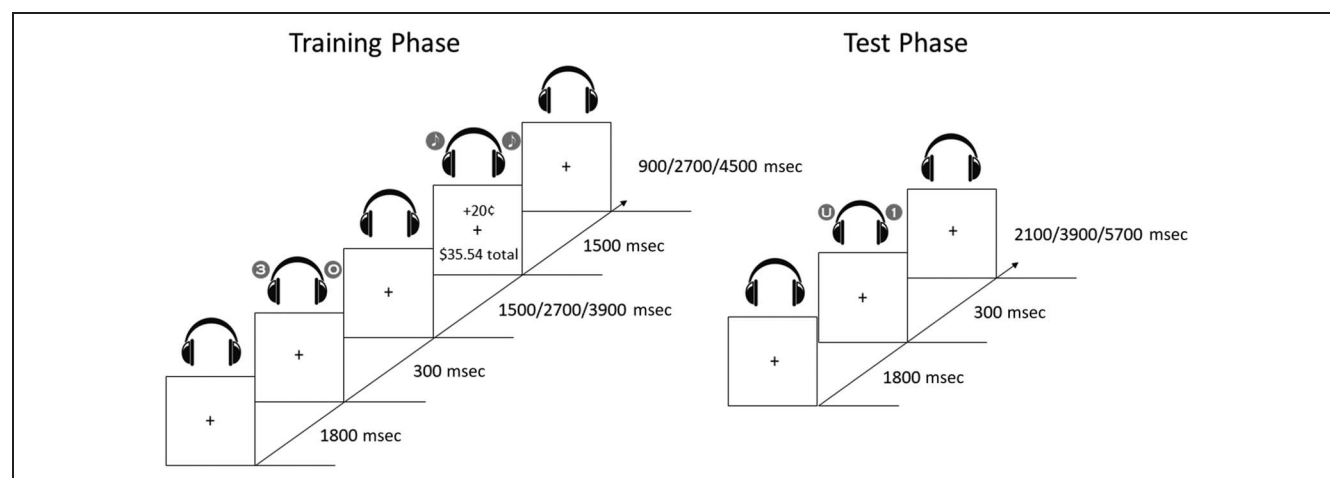 Training Phase
3 O
+20¢
+
$35.54 total
1800 msec
300 msec
1500/2700/3900 msec
1500 msec
900/2700/4500 msec
Test Phase
U 1
1800 msec
300 msec
2100/3900/5700 msec